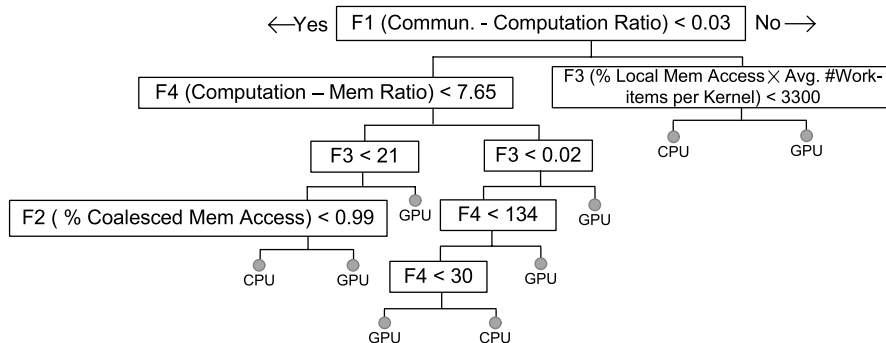 ←Yes
F1 (Commun. - Computation Ratio) < 0.03
No→
F4 (Computation – Mem Ratio) < 7.65
F3 (% Local Mem Access × Avg. #Work-
items per Kernel) < 3300
CPU
GPU
F3 < 21
F3 < 0.02
F2 ( % Coalesced Mem Access) < 0.99
GPU
F4 < 134
GPU
CPU
GPU
F4 < 30
GPU
GPU
CPU